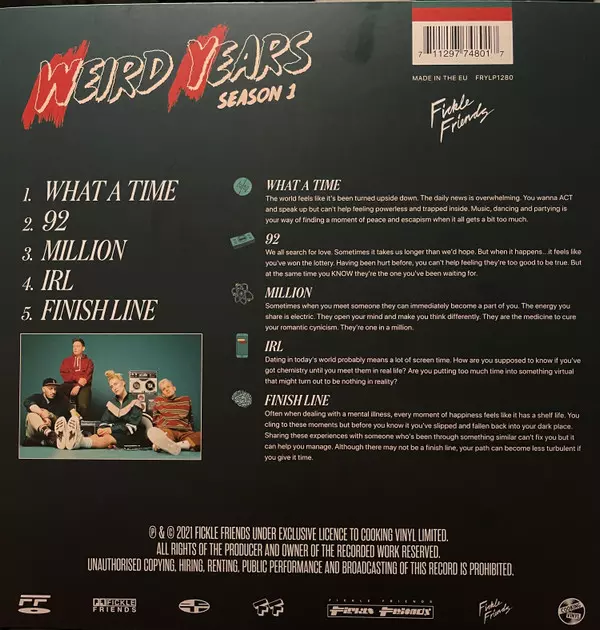 WEIRD YEARS
SEASON 1
7 11297 74801 7
MADE IN THE EU FRYLP1280
Fickle
Friends
1. WHAT A TIME
2. 92
3. MILLION
4. IRL
5. FINISH LINE
WHAT A TIME
The world feels like it's been turned upside down. The daily news is overwhelming. You wanna ACT
and speak up but can't help feeling powerless and trapped inside. Music, dancing and partying is
your way of finding a moment of peace and escapism when it all gets a bit too much.
92
We all search for love. Sometimes it takes us longer than we'd hope. But when it happens...it feels like
you've won the lottery. Having been hurt before, you can't help feeling they're too good to be true. But
at the same time you KNOW they're the one you've been waiting for.
MILLION
Sometimes when you meet someone they can immediately become a part of you. The energy you
share is electric. They open your mind and make you think differently. They are the medicine to cure
your romantic cynicism. They're one in a million.
IRL
Dating in today's world probably means a lot of screen time. How are you supposed to know if you've
got chemistry until you meet them in real life? Are you putting too much time into something virtual
that might turn out to be nothing in reality?
FINISH LINE
Often when dealing with a mental illness, every moment of happiness feels like it has a shelf life. You
cling to these moments but before you know it you've slipped and fallen back into your dark place.
Sharing these experiences with someone who's been through something similar can't fix you but it
can help you manage. Although there may not be a finish line, your path can become less turbulent if
you give it time.
℗ & © 2021 FICKLE FRIENDS UNDER EXCLUSIVE LICENCE TO COOKING VINYL LIMITED.
ALL RIGHTS OF THE PRODUCER AND OWNER OF THE RECORDED WORK RESERVED.
UNAUTHORISED COPYING, HIRING, RENTING, PUBLIC PERFORMANCE AND BROADCASTING OF THIS RECORD IS PROHIBITED.
FICKLE
FRIENDS
FF
FICKLE FRIENDS
Fickle Friends
Fickle
Friends
COOKING
VINYL